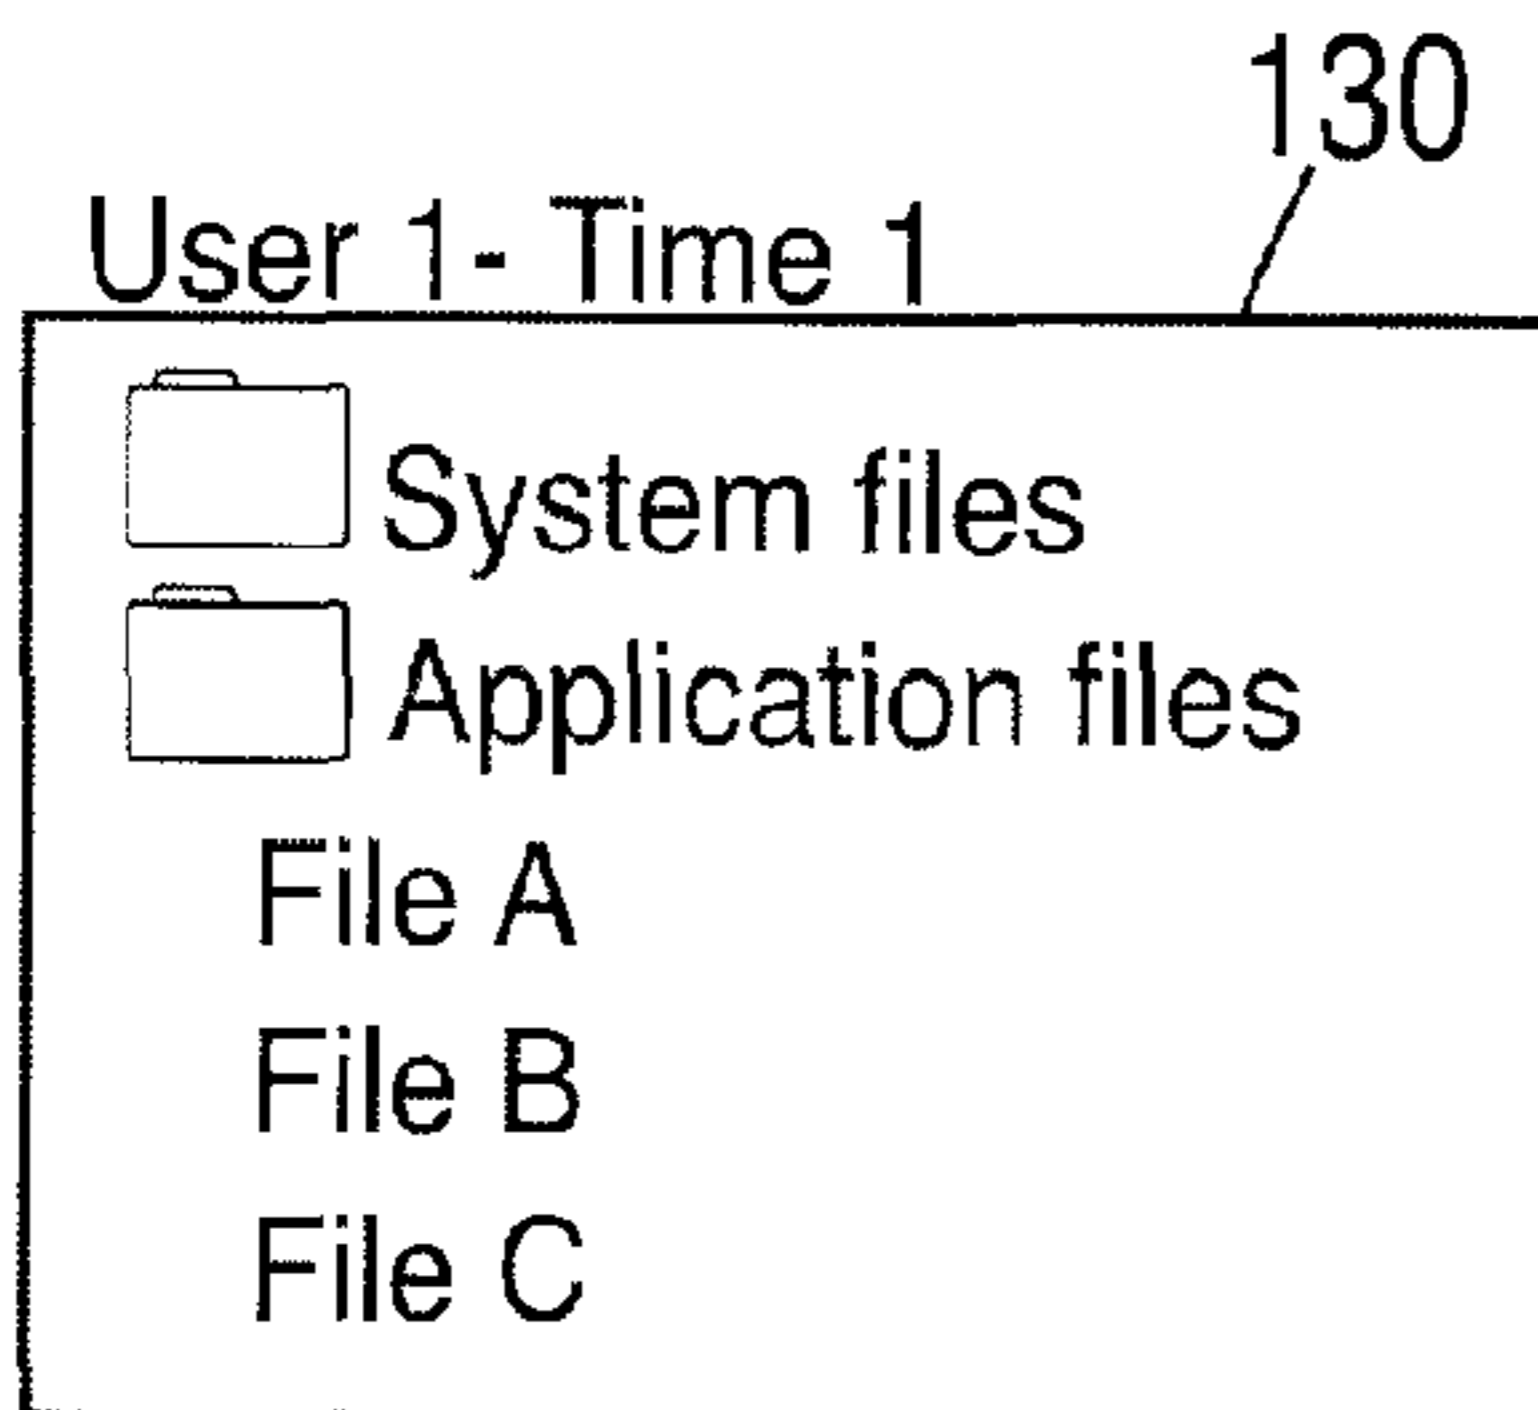 130
User 1- Time 1
System files
Application files
File A
File B
File C